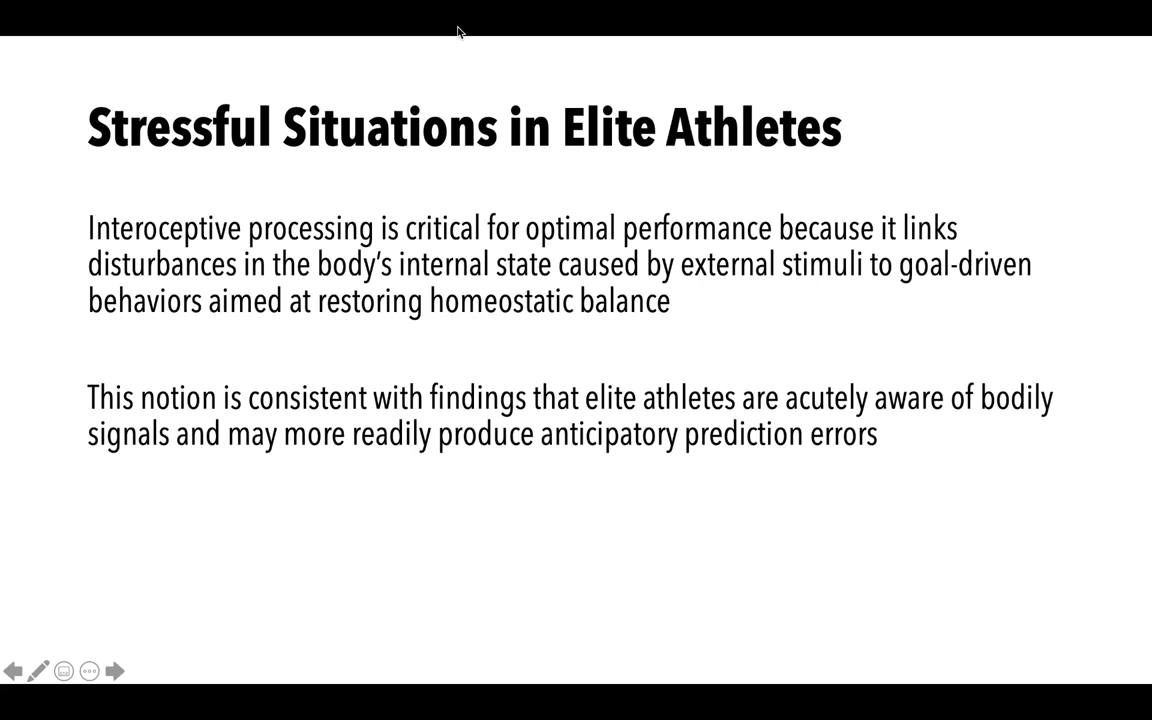 Stressful Situations in Elite Athletes
Interoceptive processing is critical for optimal performance because it links
disturbances in the body’s internal state caused by external stimuli to goal-driven
behaviors aimed at restoring homeostatic balance
This notion is consistent with findings that elite athletes are acutely aware of bodily
signals and may more readily produce anticipatory prediction errors